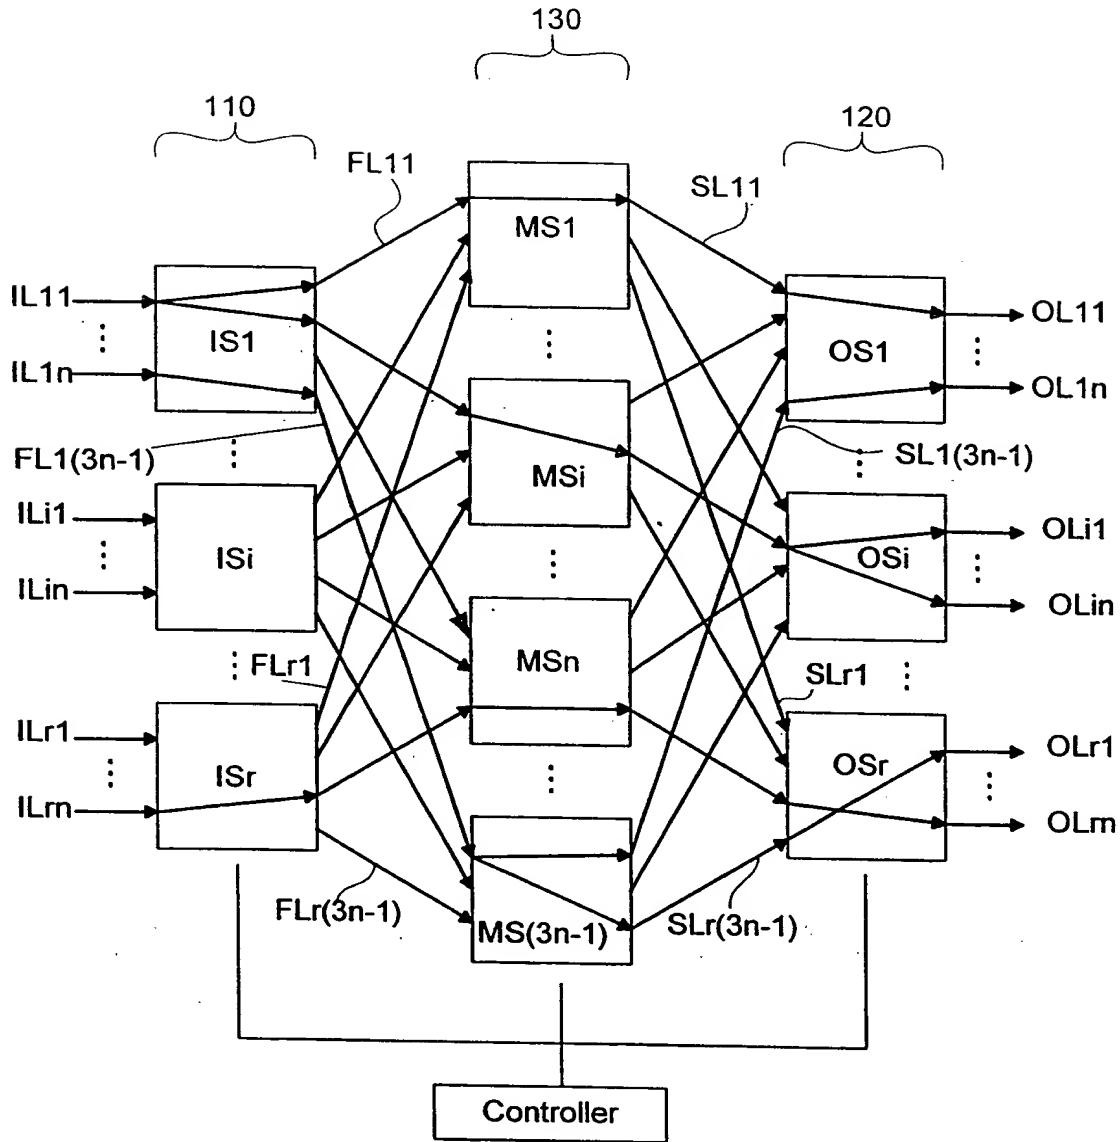 130
110
120
FL11
SL11
MS1
IL11
IS1
OS1
OL11
IL1n
OL1n
FL1(3n-1)
SL1(3n-1)
MSi
ILi1
ISi
OSi
OLi1
ILin
OLin
FLr1
MSn
SLr1
ILr1
ISr
OSr
OLr1
ILrn
OLrn
FLr(3n-1)
MS(3n-1)
SLr(3n-1)
Controller